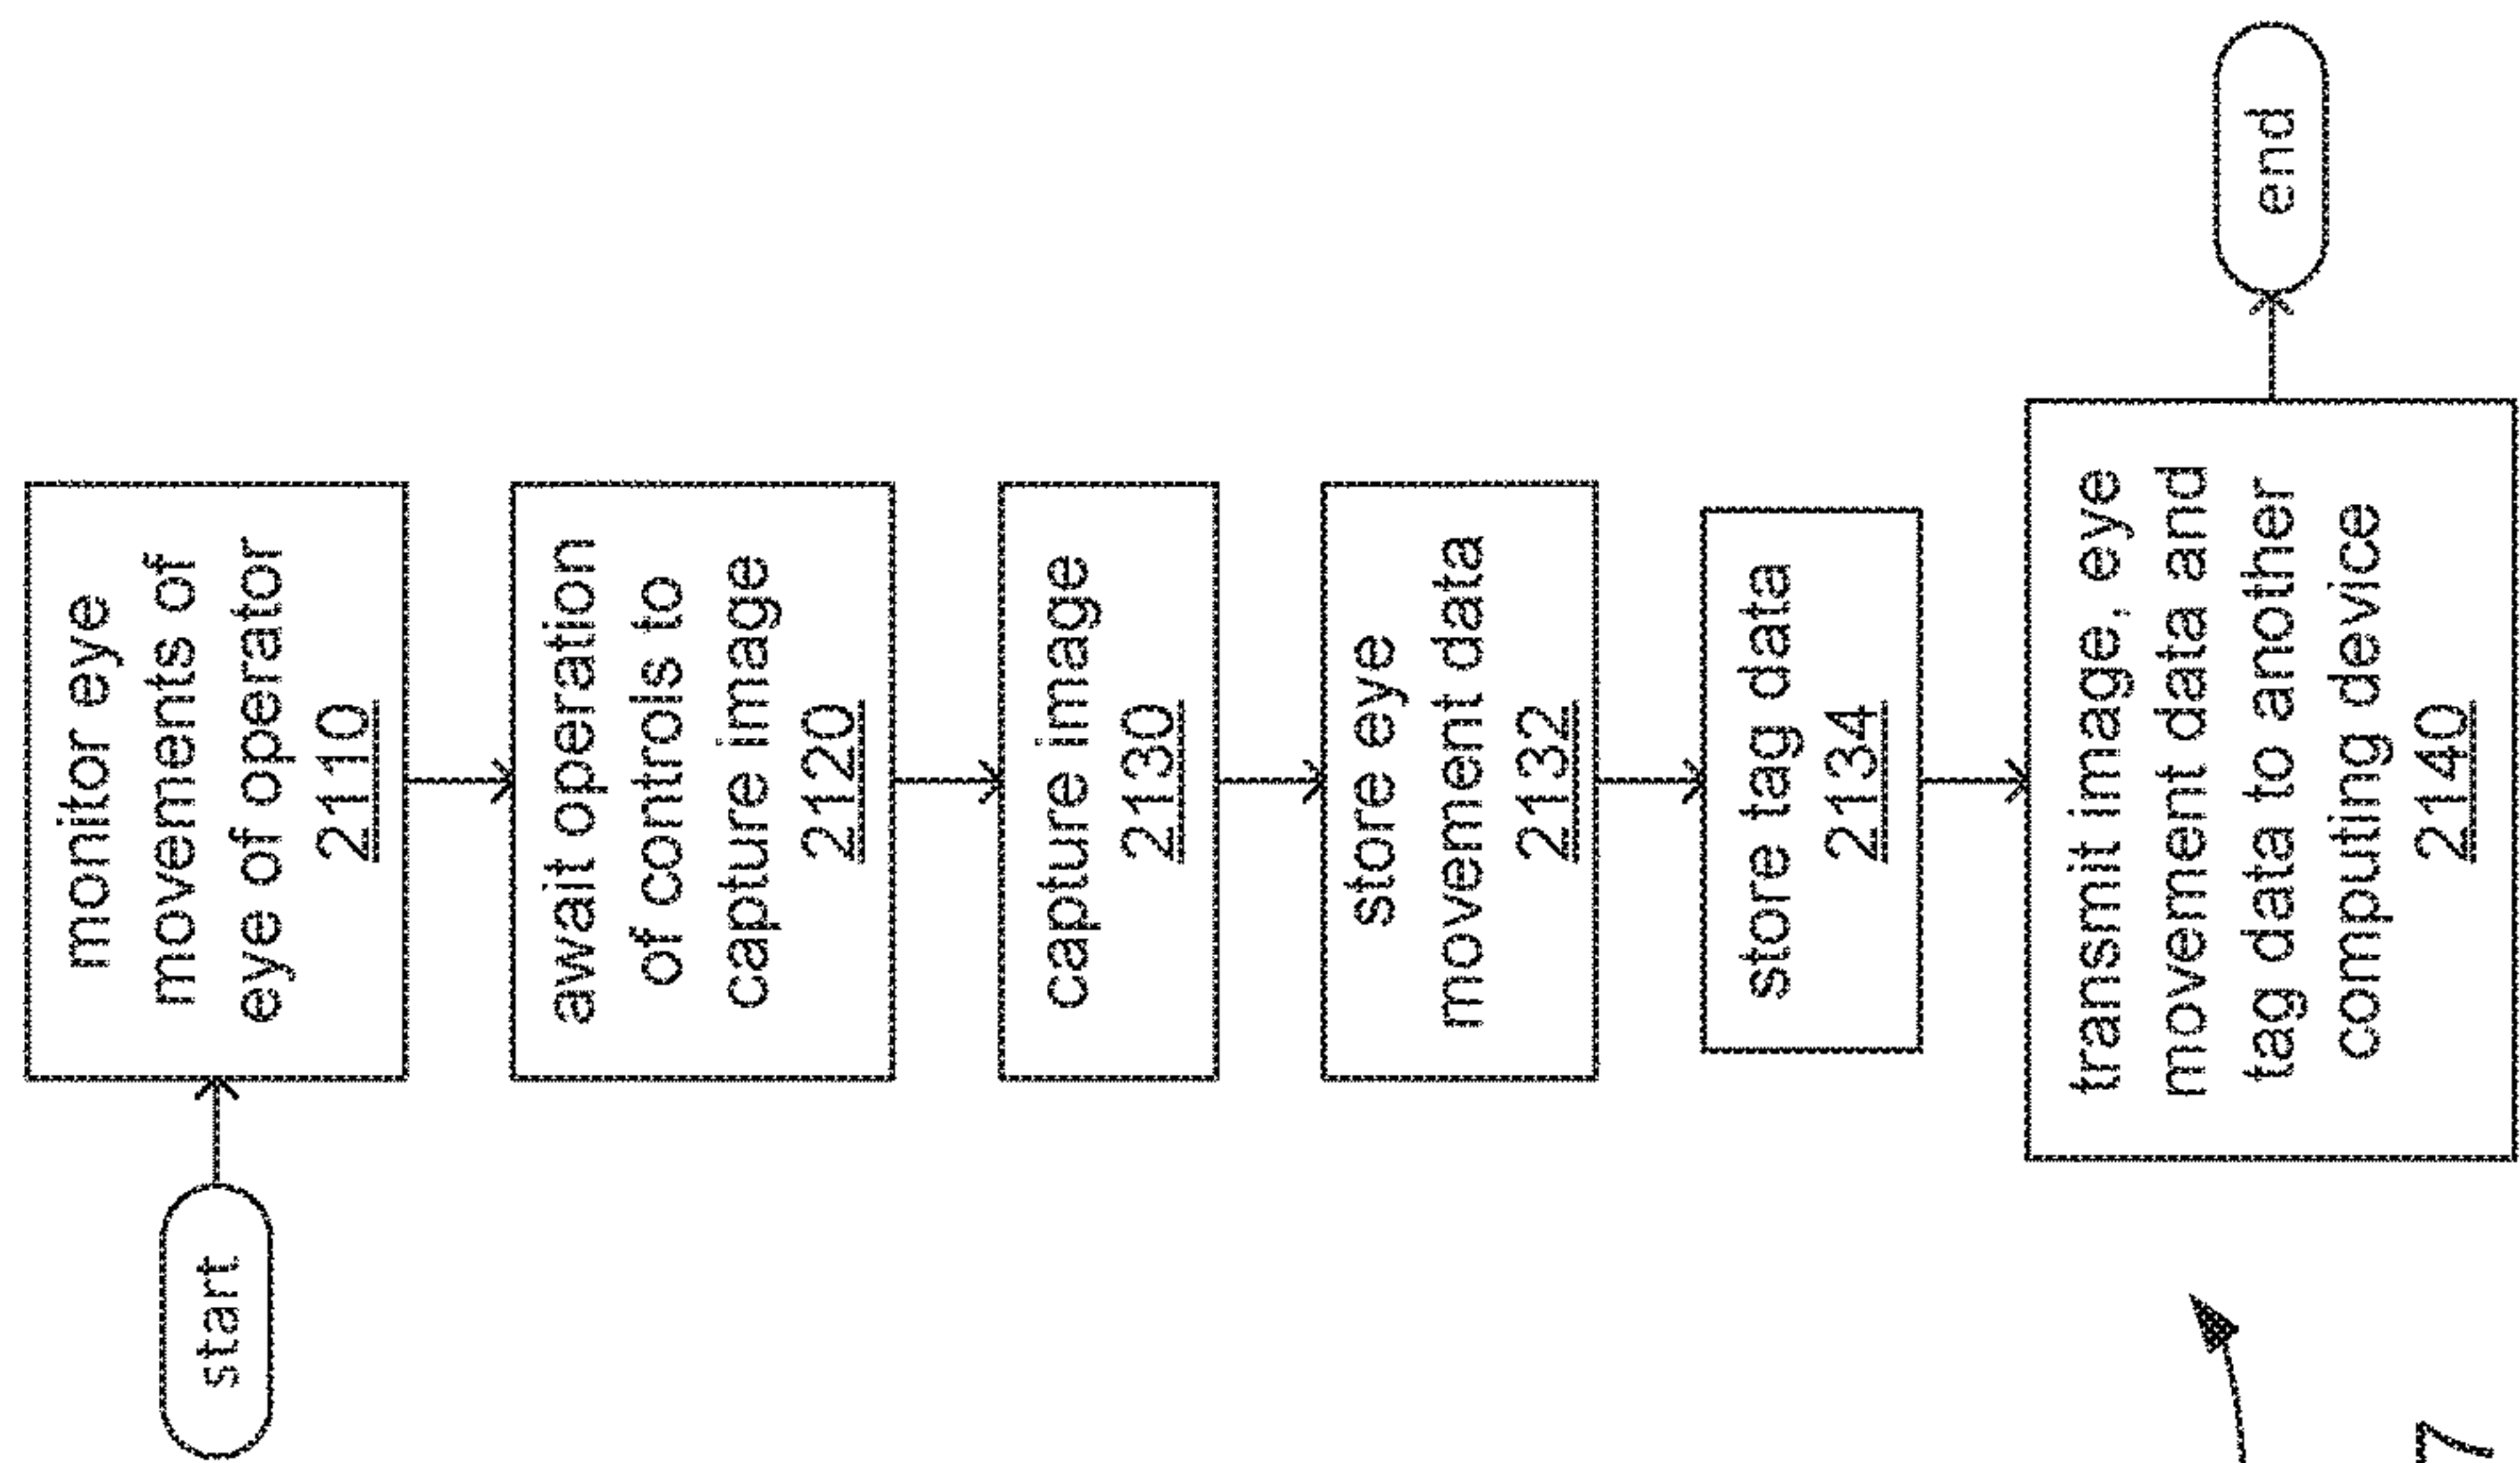 start
monitor eye
movements of
eye of operator
2110
await operation
of controls to
capture image
2120
capture image
2130
store eye
movement data
2132
store tag data
2134
transmit image, eye
movement data and
tag data to another
computing device
2140
end
7